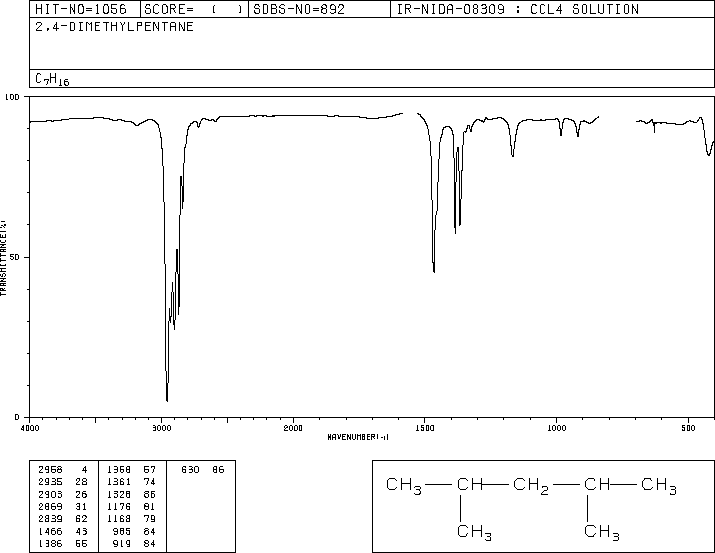 HIT-NO=1056 SCORE= ( ) SDBS-NO=892 IR-NIDA-08309 : CCL4 SOLUTION
2,4-DIMETHYLPENTANE
C7H16
100
50
0
TRANSMITTANCE(%)
4000 3000 2000 1500 1000 500
WAVENUMBER(-1)
2958 4 1368 57 630 86
2935 28 1361 74
2903 26 1328 86
2869 31 1176 81
2839 62 1168 79
1466 43 985 84
1386 55 919 84
CH3 CH CH2 CH CH3
CH3 CH3